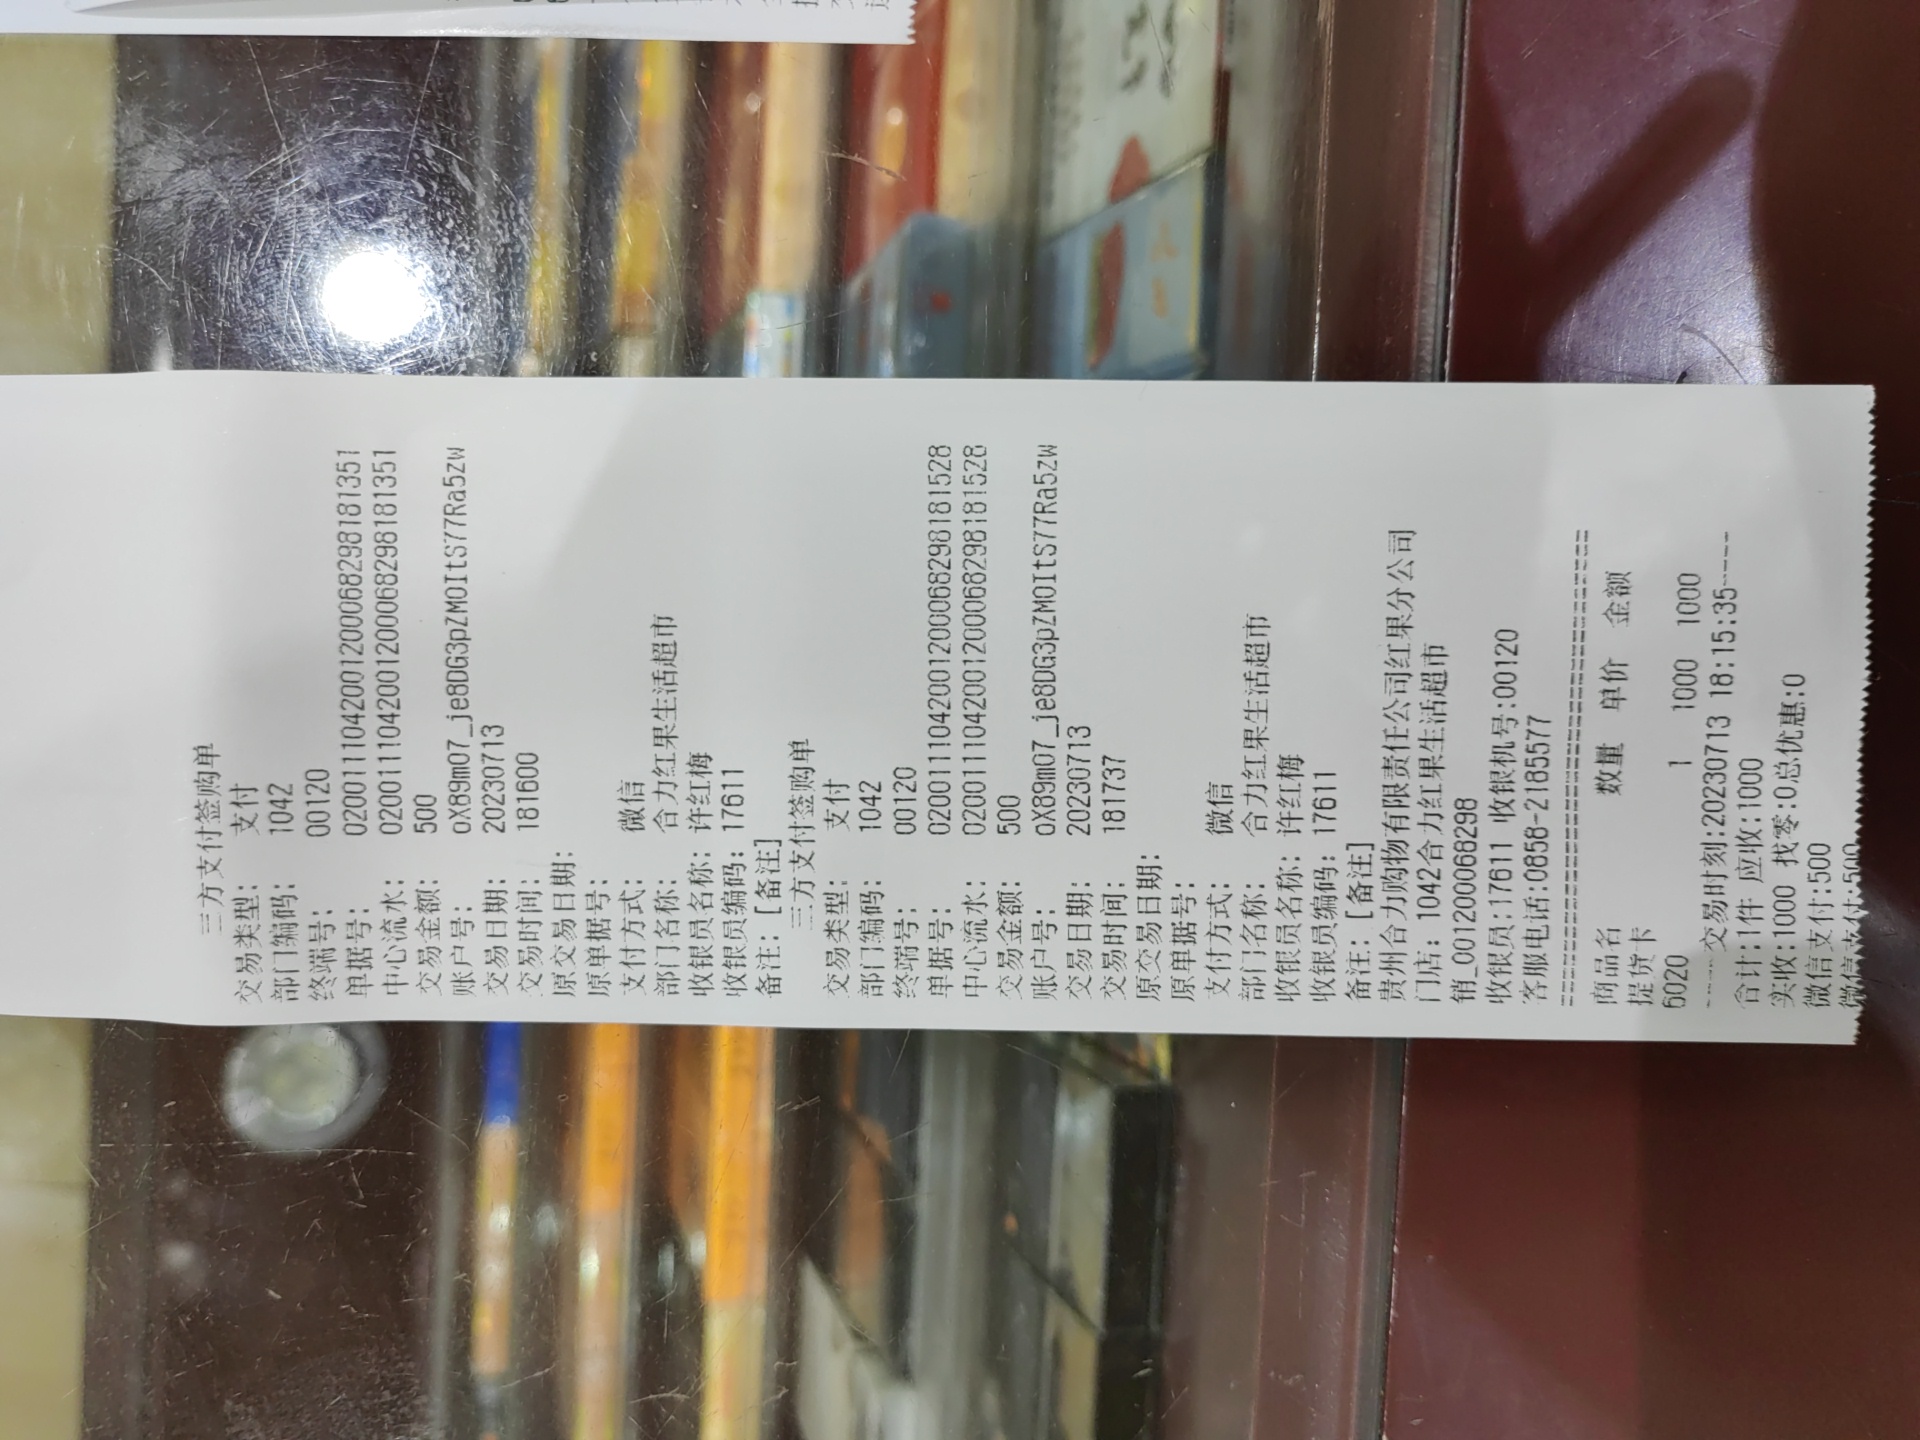 三方支付签购单
交易类型: 支付
部门编码: 1042
终端号: 00120
单据号: 0200111042001200068298181351
中心流水: 0200111042001200068298181351
交易金额: 500
账户号: oX89m07_je8DG3pZMOItS77Ra5zw
交易日期: 20230713
交易时间: 181600
原交易日期:
原单据号:
支付方式: 微信
部门名称: 合力红果生活超市
收银员名称: 许红梅
收银员编码: 17611
备注: [备注]
三方支付签购单
交易类型: 支付
部门编码: 1042
终端号: 00120
单据号: 0200111042001200068298181528
中心流水: 0200111042001200068298181528
交易金额: 500
账户号: oX89m07_je8DG3pZMOItS77Ra5zw
交易日期: 20230713
交易时间: 181737
原交易日期:
原单据号:
支付方式: 微信
部门名称: 合力红果生活超市
收银员名称: 许红梅
收银员编码: 17611
备注: [备注]
贵州合力购物有限责任公司红果分公司
门店: 1042合力红果生活超市
销_0012000068298
收银员:17611 收银机号:00120
客服电话:0858-2185577
商品名 数量 单价 金额
提货卡
6020 1 1000 1000
-----交易时刻:20230713 18:15:35-----
合计:1件 应收:1000
实收:1000 找零:0总优惠:0
微信支付:500
微信支付:500